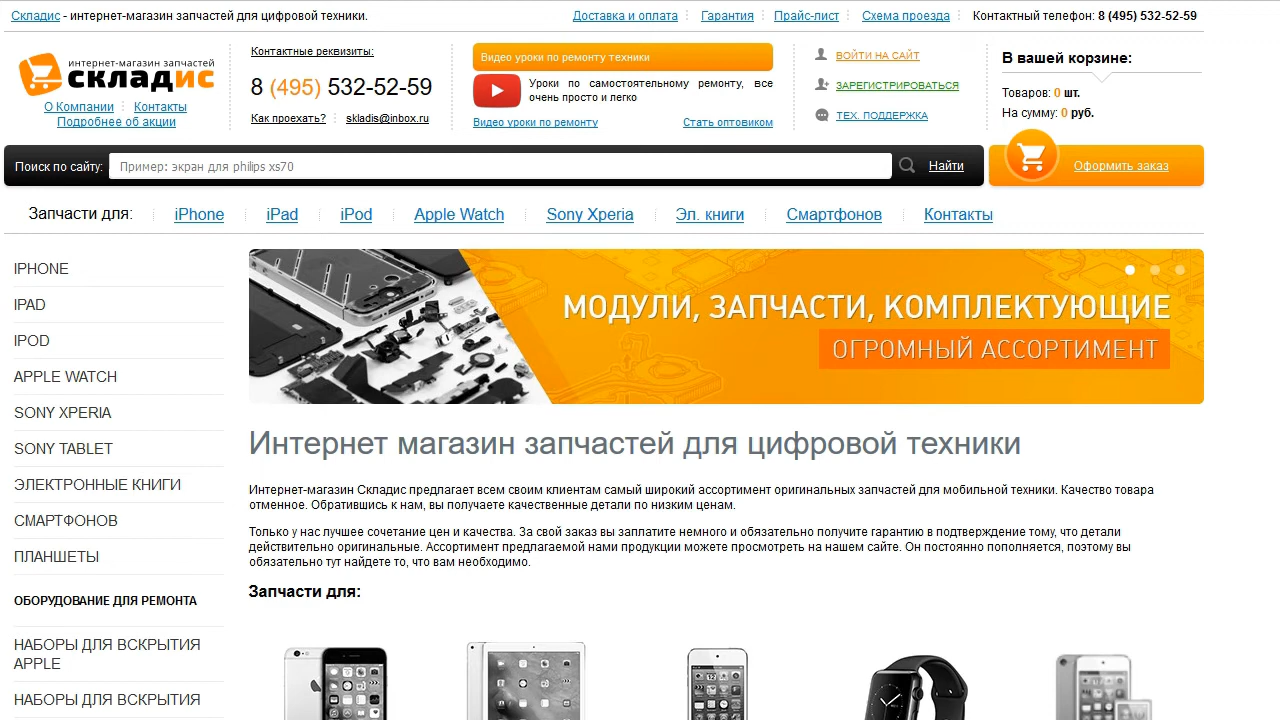 Складис - интернет-магазин запчастей для цифровой техники.
Доставка и оплата
Гарантия
Прайс-лист
Схема проезда
Контактный телефон: 8 (495) 532-52-59
интернет-магазин запчастей
складис
О Компании
Контакты
Подробнее об акции
Контактные реквизиты:
8 (495) 532-52-59
Как проехать?
skladis@inbox.ru
Видео уроки по ремонту техники
Уроки по самостоятельному ремонту, все
очень просто и легко
Видео уроки по ремонту
Стать оптовиком
ВОЙТИ НА САЙТ
ЗАРЕГИСТРИРОВАТЬСЯ
ТЕХ. ПОДДЕРЖКА
В вашей корзине:
Товаров: 0 шт.
На сумму: 0 руб.
Поиск по сайту:
Пример: экран для philips xs70
Найти
Оформить заказ
Запчасти для:
iPhone
iPad
iPod
Apple Watch
Sony Xperia
Эл. книги
Смартфонов
Контакты
IPHONE
IPAD
IPOD
APPLE WATCH
SONY XPERIA
SONY TABLET
ЭЛЕКТРОННЫЕ КНИГИ
СМАРТФОНОВ
ПЛАНШЕТЫ
ОБОРУДОВАНИЕ ДЛЯ РЕМОНТА
НАБОРЫ ДЛЯ ВСКРЫТИЯ
APPLE
НАБОРЫ ДЛЯ ВСКРЫТИЯ
МОДУЛИ, ЗАПЧАСТИ, КОМПЛЕКТУЮЩИЕ
ОГРОМНЫЙ АССОРТИМЕНТ
Интернет магазин запчастей для цифровой техники
Интернет-магазин Складис предлагает всем своим клиентам самый широкий ассортимент оригинальных запчастей для мобильной техники. Качество товара
отменное. Обратившись к нам, вы получаете качественные детали по низким ценам.
Только у нас лучшее сочетание цен и качества. За свой заказ вы заплатите немного и обязательно получите гарантию в подтверждение тому, что детали
действительно оригинальные. Ассортимент предлагаемой нами продукции можете просмотреть на нашем сайте. Он постоянно пополняется, поэтому вы
обязательно тут найдете то, что вам необходимо.
Запчасти для: